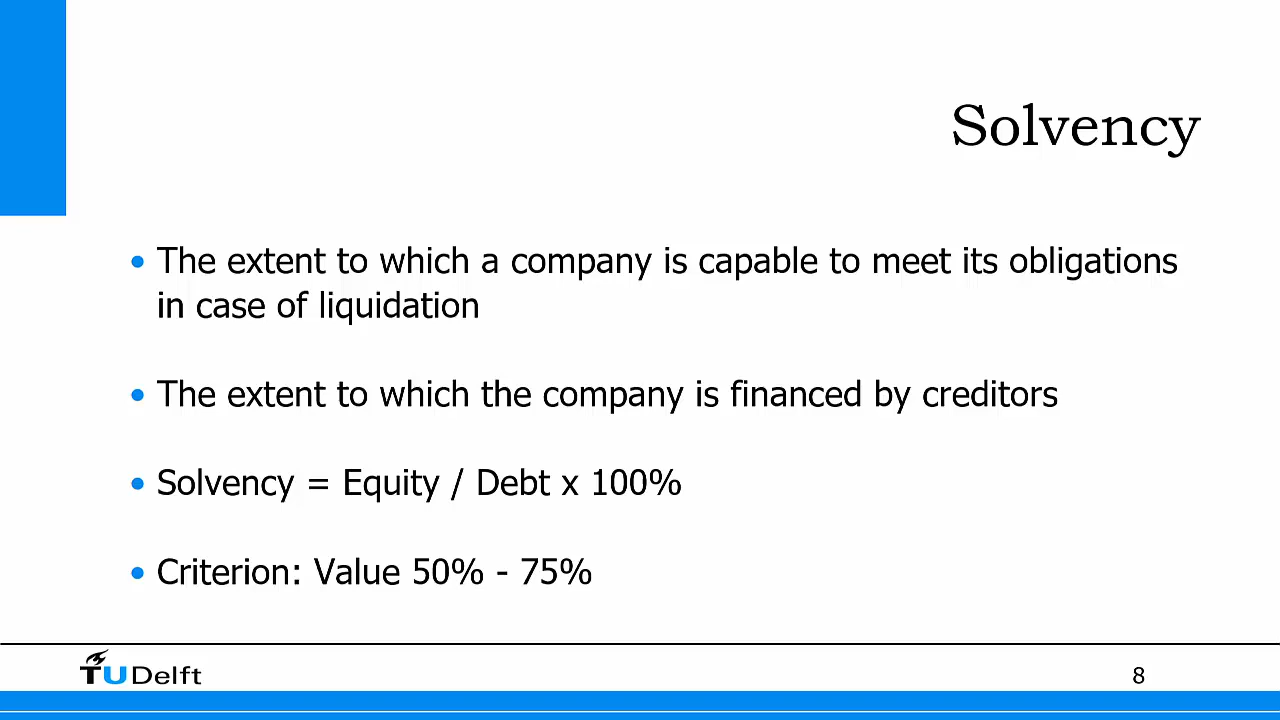 Solvency
• The extent to which a company is capable to meet its obligations
in case of liquidation
• The extent to which the company is financed by creditors
• Solvency = Equity / Debt x 100%
• Criterion: Value 50% - 75%
TU Delft
8